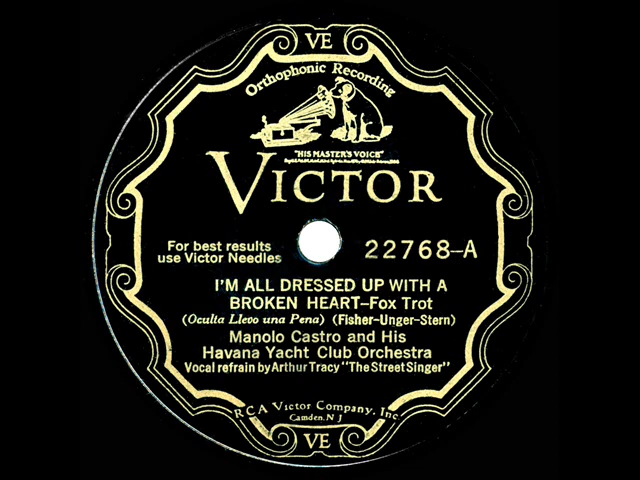 VE
Orthophonic Recording
"HIS MASTER'S VOICE"
VICTOR
For best results
use Victor Needles
22768-A
I'M ALL DRESSED UP WITH A
BROKEN HEART-Fox Trot
(Oculta Llevo una Pena) (Fisher-Unger-Stern)
Manolo Castro and His
Havana Yacht Club Orchestra
Vocal refrain by Arthur Tracy "The Street Singer"
RCA Victor Company, Inc.
Camden, N J
VE